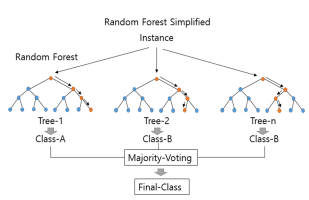 Random Forest Simplified
Instance
Random Forest
Tree-1 Tree-2 Tree-n
Class-A Class-B Class-B
Majority-Voting
Final-Class